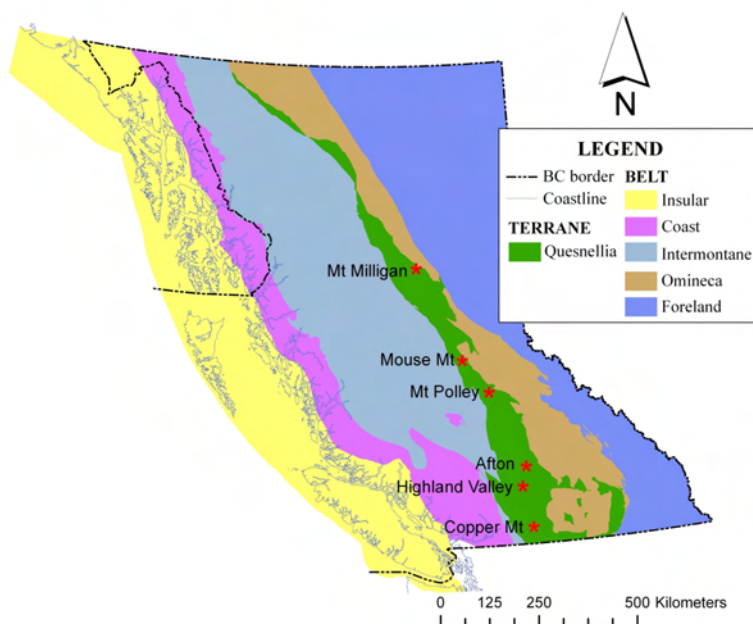 N
LEGEND
BC border
Coastline
TERRANE
Quesnellia
BELT
Insular
Coast
Intermontane
Omineca
Foreland
Mt Milligan
Mouse Mt
Mt Polley
Afton
Highland Valley
Copper Mt
0 125 250 500 Kilometers